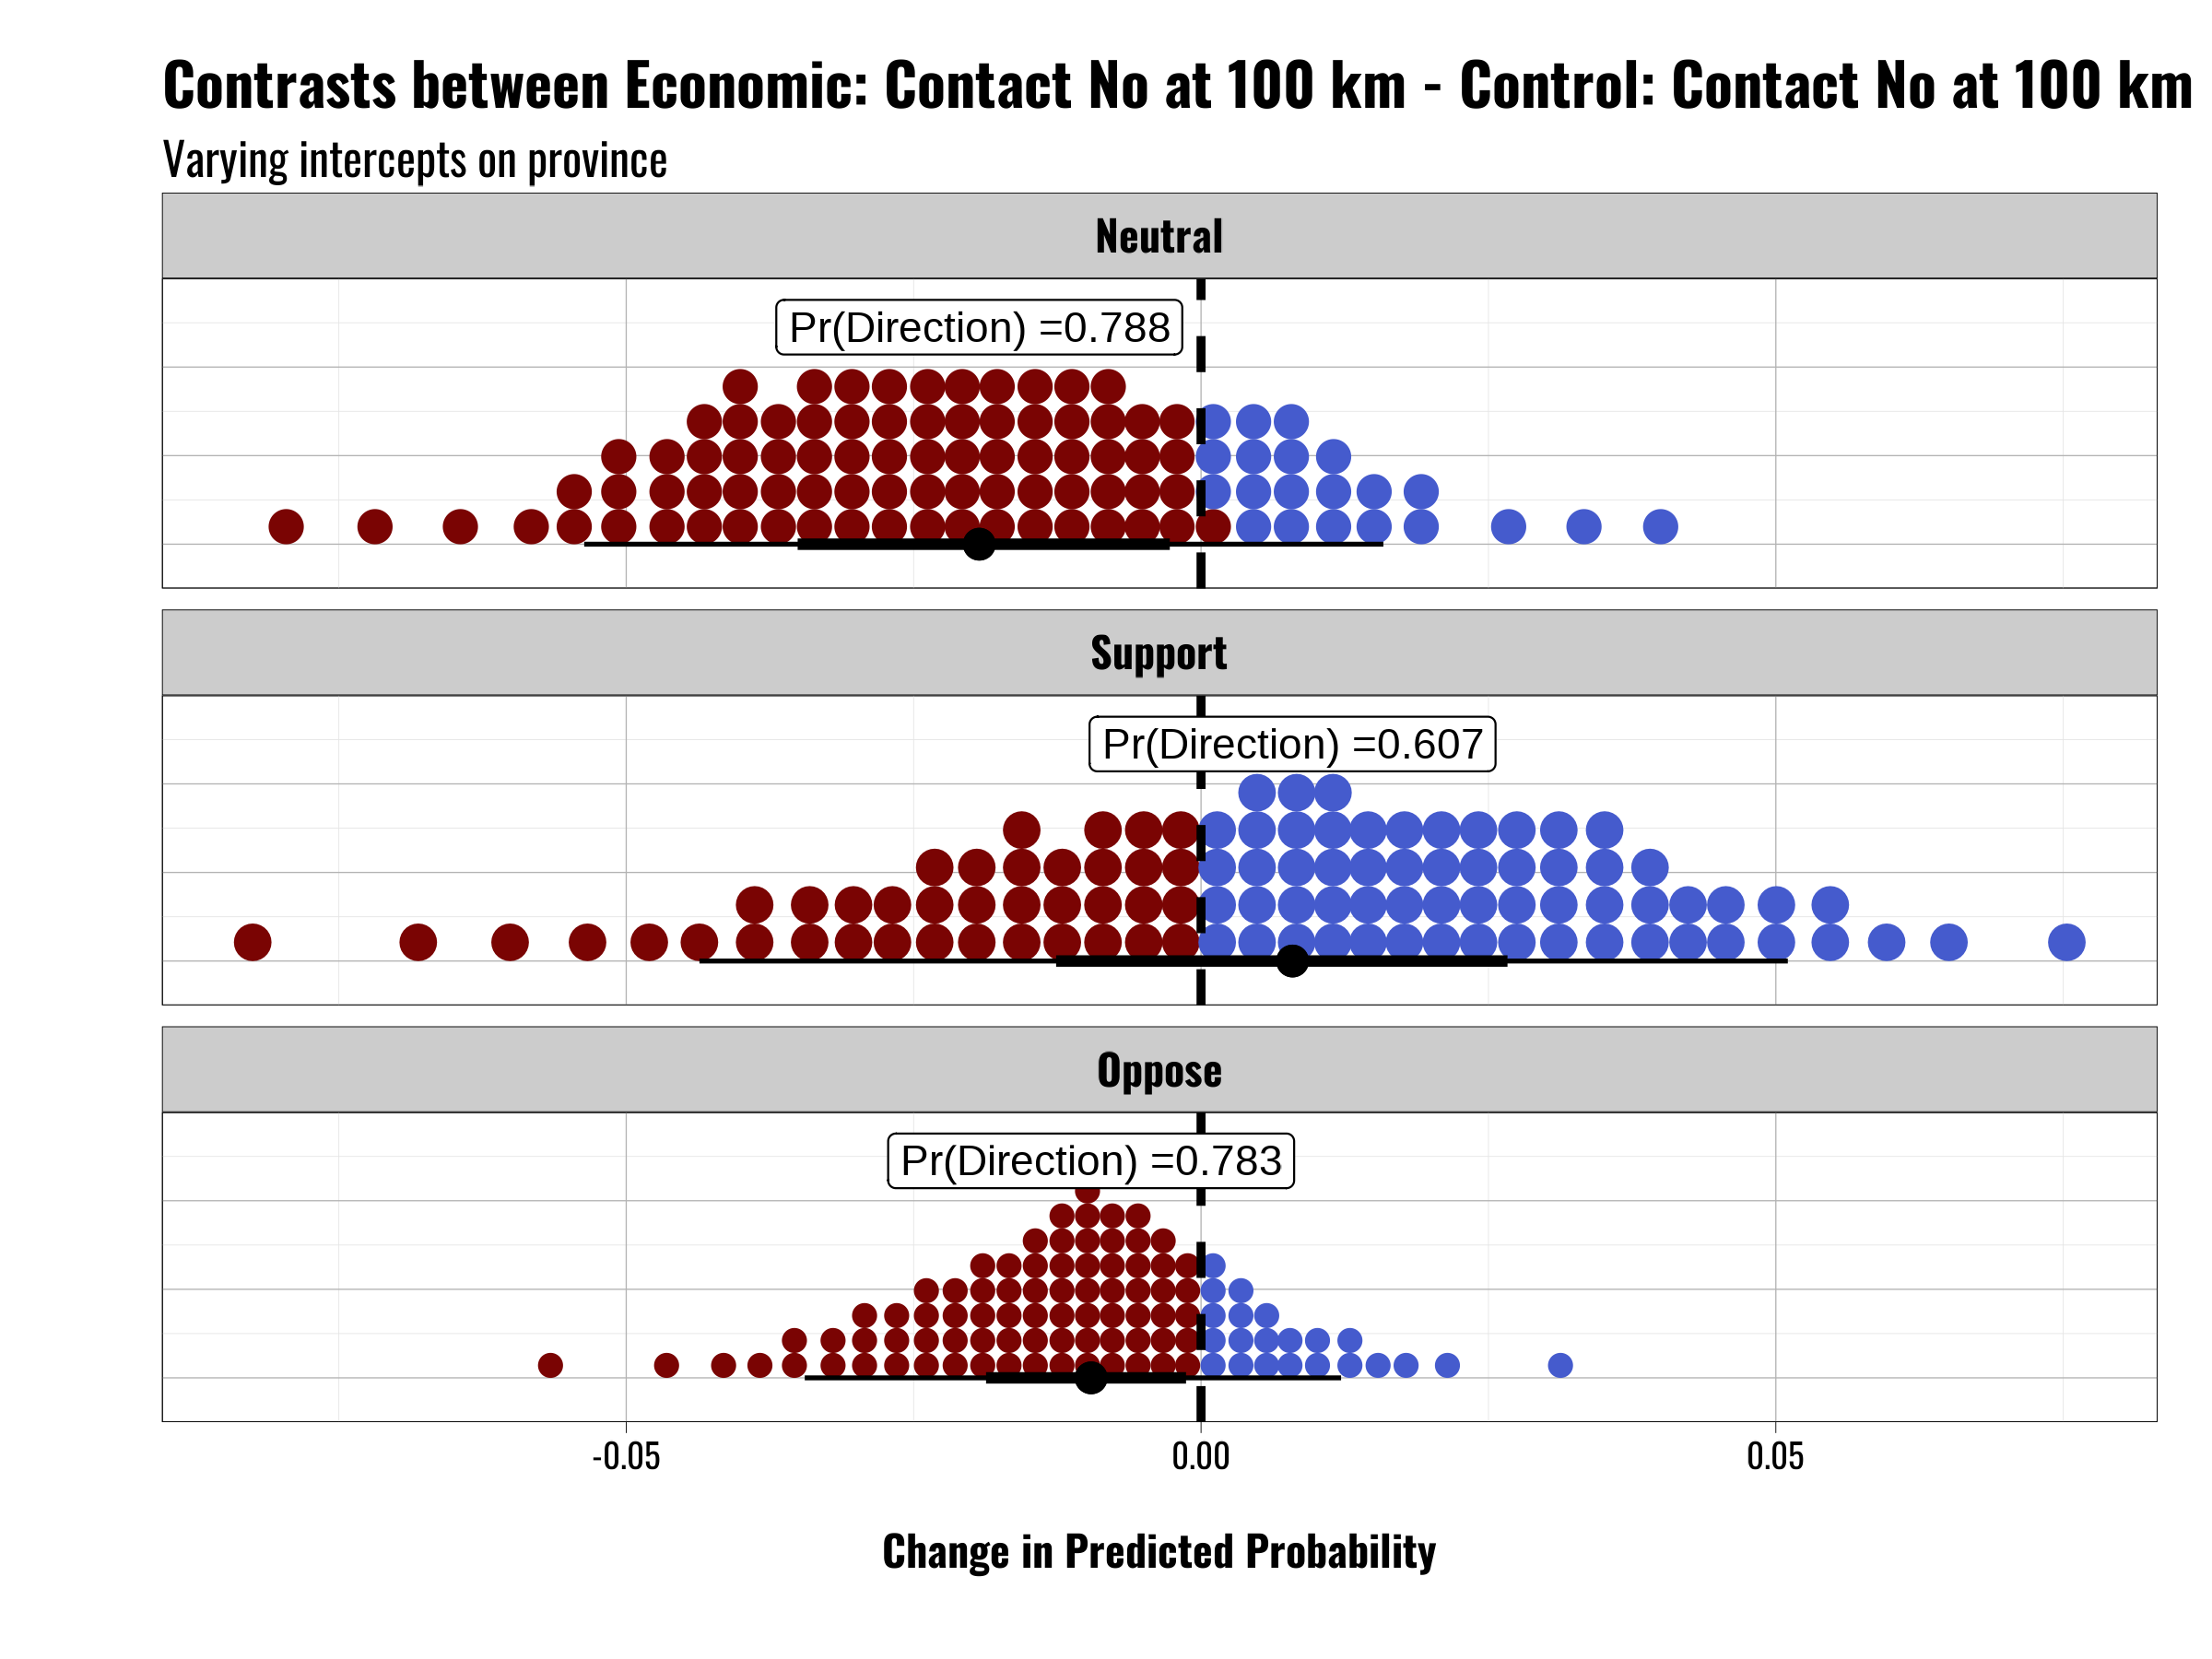 Contrasts between Economic: Contact No at 100 km - Control: Contact No at 100 km
Varying intercepts on province
Neutral
Pr(Direction) =0.788
Support
Pr(Direction) =0.607
Oppose
Pr(Direction) =0.783
-0.05 0.00 0.05
Change in Predicted Probability